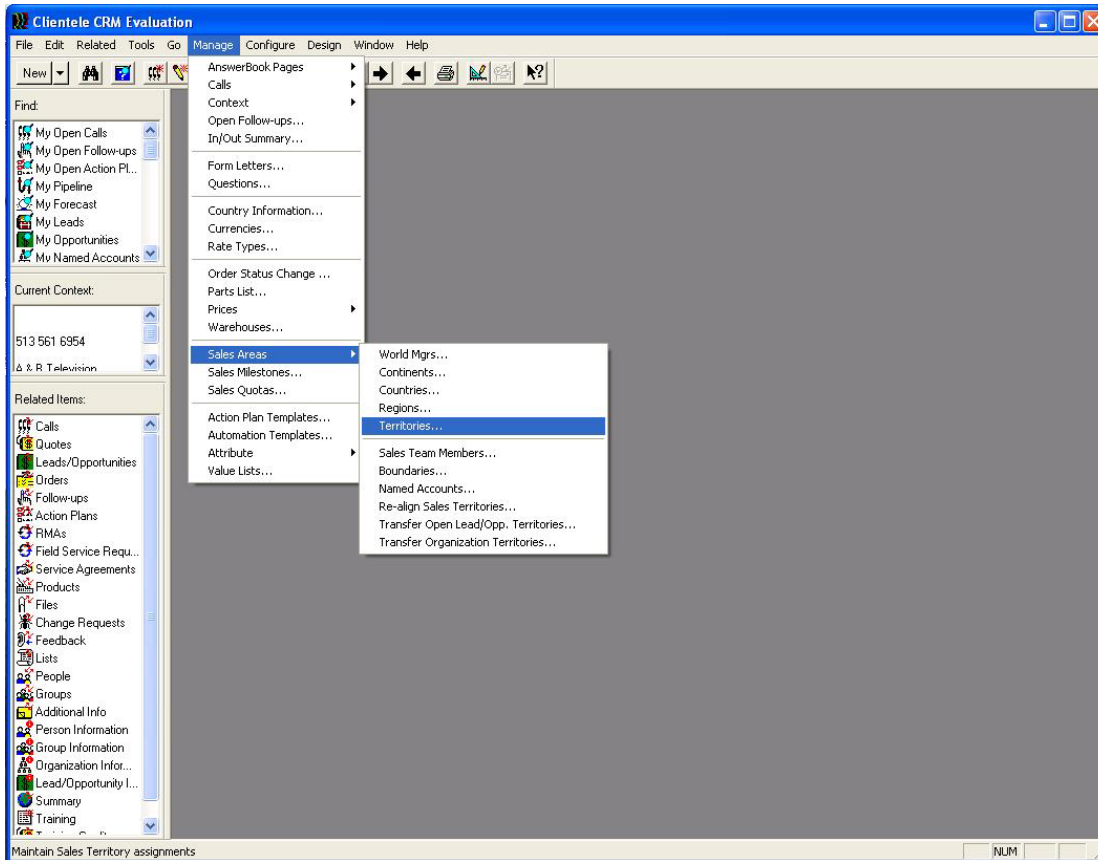 Clientele CRM Evaluation
File Edit Related Tools Go Manage Configure Design Window Help
New
Find:
My Open Calls
My Open Follow-ups
My Open Action Pl...
My Pipeline
My Forecast
My Leads
My Opportunities
My Named Accounts
Current Context:
513 561 6954
A & B Television
Related Items:
Calls
Quotes
Leads/Opportunities
Orders
Follow-ups
Action Plans
RMAs
Field Service Requ...
Service Agreements
Products
Files
Change Requests
Feedback
Lists
People
Groups
Additional Info
Person Information
Group Information
Organization Infor...
Lead/Opportunity I...
Summary
Training
AnswerBook Pages
Calls
Context
Open Follow-ups...
In/Out Summary...
Form Letters...
Questions...
Country Information...
Currencies...
Rate Types...
Order Status Change ...
Parts List...
Prices
Warehouses...
Sales Areas
Sales Milestones...
Sales Quotas...
Action Plan Templates...
Automation Templates...
Attribute
Value Lists...
World Mgrs...
Continents...
Countries...
Regions...
Territories...
Sales Team Members...
Boundaries...
Named Accounts...
Re-align Sales Territories...
Transfer Open Lead/Opp. Territories...
Transfer Organization Territories...
Maintain Sales Territory assignments
NUM